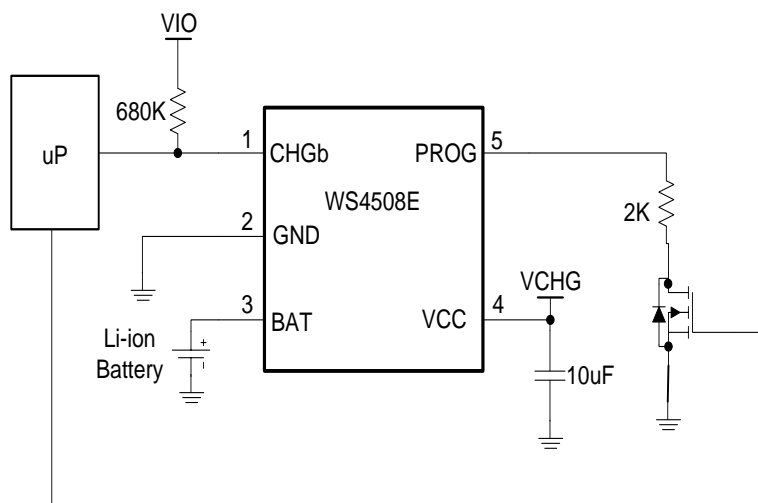 VIO
680K
uP
1
CHGb
PROG
5
WS4508E
2K
2
GND
VCHG
3
BAT
VCC
4
Li-ion
Battery
+
-
10uF